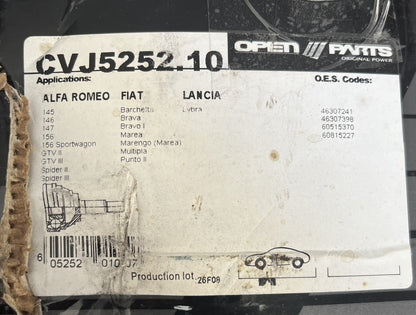 CVJ5252.10
OPEN /// PARTS
ORIGINAL POWER
Applications:
O.E.S. Codes:
ALFA ROMEO FIAT LANCIA
145 Barchetta Lybra 46307241
146 Brava 46307398
147 Bravo I 60515370
156 Marea 60815227
156 Sportwagon Marengo (Marea)
GTV II Multipla
GTV III Punto II
Spider II
Spider III
6 05252 010
Production lot: 26F08